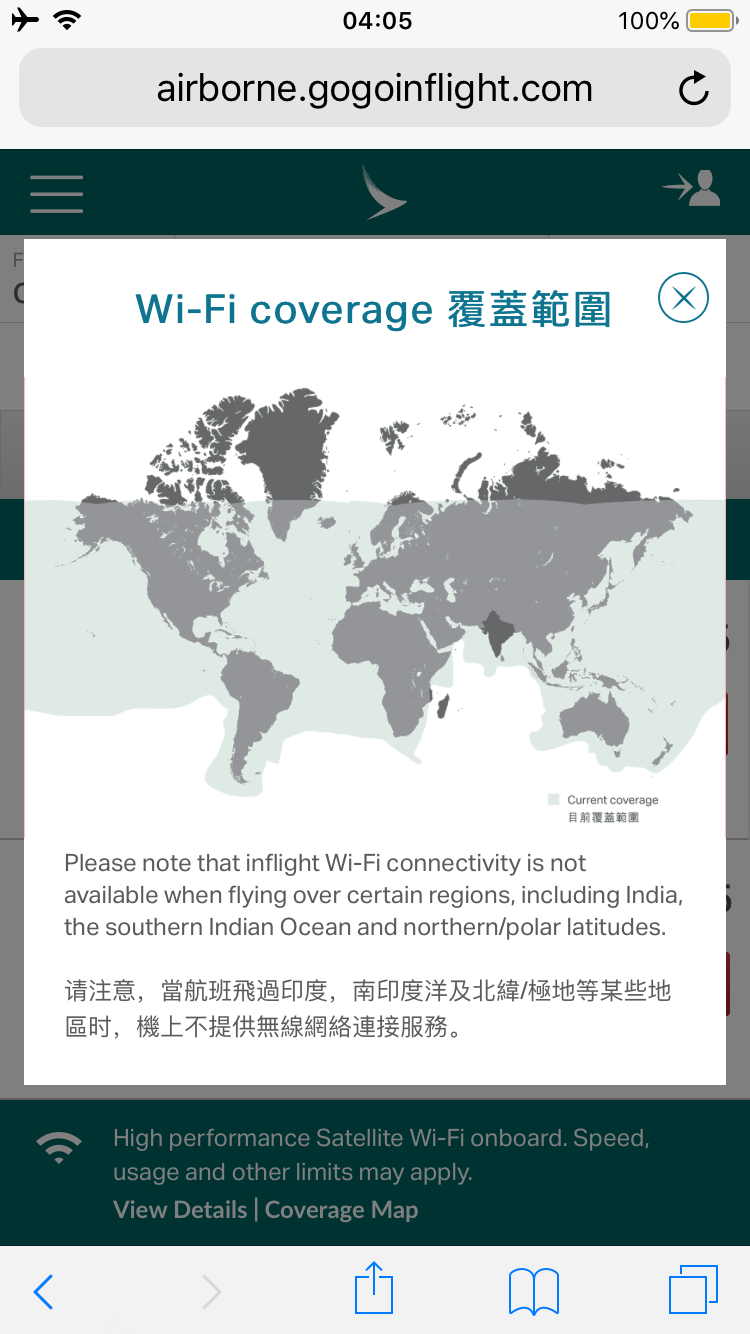 04:05
100%
airborne.gogoinflight.com
F
Wi-Fi coverage 覆蓋範圍
Current coverage
目前覆蓋範圍
Please note that inflight Wi-Fi connectivity is not
available when flying over certain regions, including India,
the southern Indian Ocean and northern/polar latitudes.
请注意，當航班飛過印度，南印度洋及北緯/極地等某些地
區时，機上不提供無線網絡連接服務。
High performance Satellite Wi-Fi onboard. Speed,
usage and other limits may apply.
View Details | Coverage Map